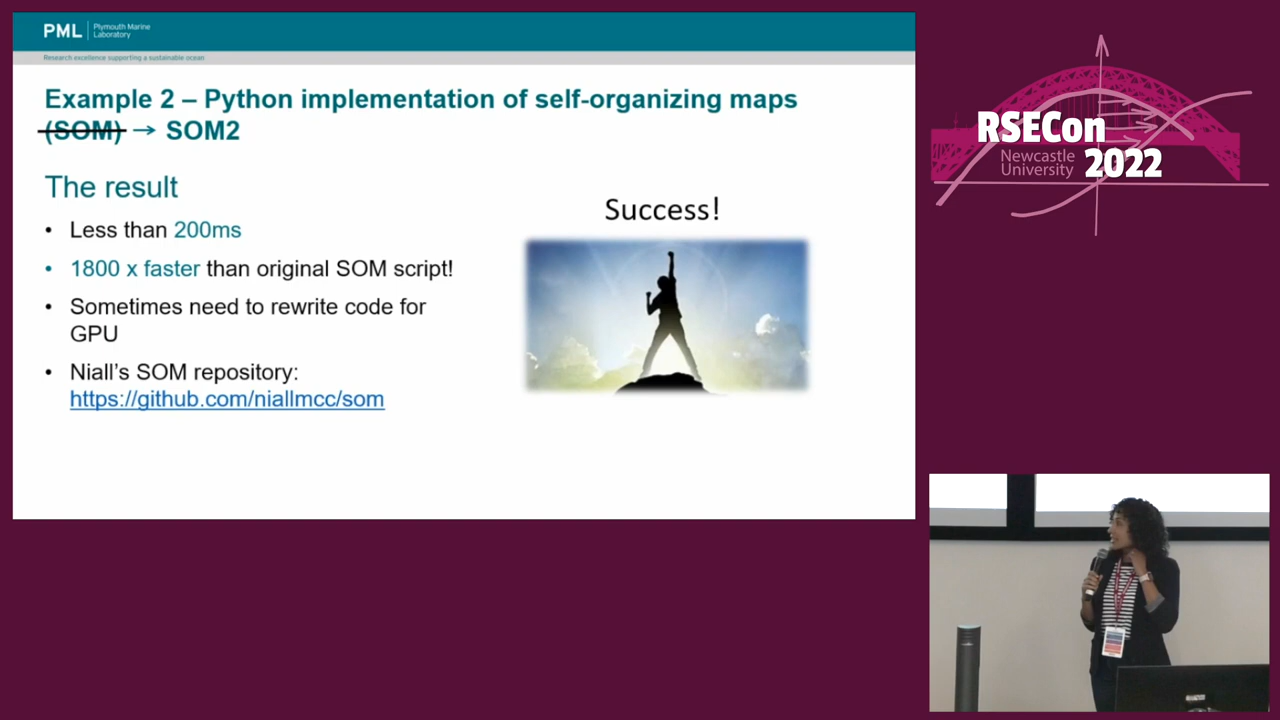 PML | Plymouth Marine
Laboratory
Research excellence supporting a sustainable ocean
Example 2 – Python implementation of self-organizing maps
(SOM) → SOM2
The result
• Less than 200ms
• 1800 x faster than original SOM script!
• Sometimes need to rewrite code for
GPU
• Niall’s SOM repository:
https://github.com/niallmcc/som
Success!
RSECon
Newcastle
University 2022